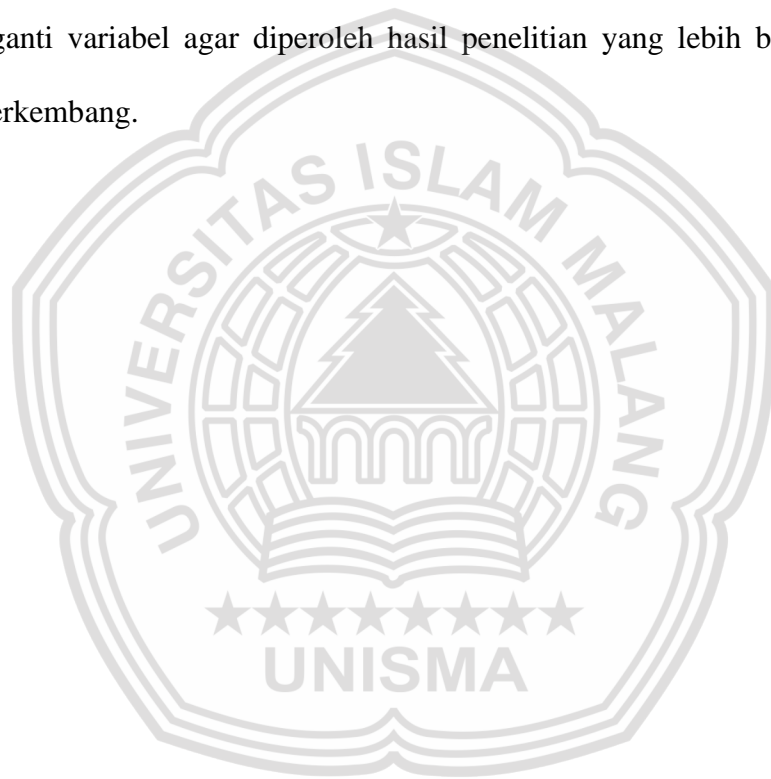 ganti variabel agar diperoleh hasil penelitian yang lebih b
erkembang.
UNIVERSITAS ISLAM MALANG
UNISMA